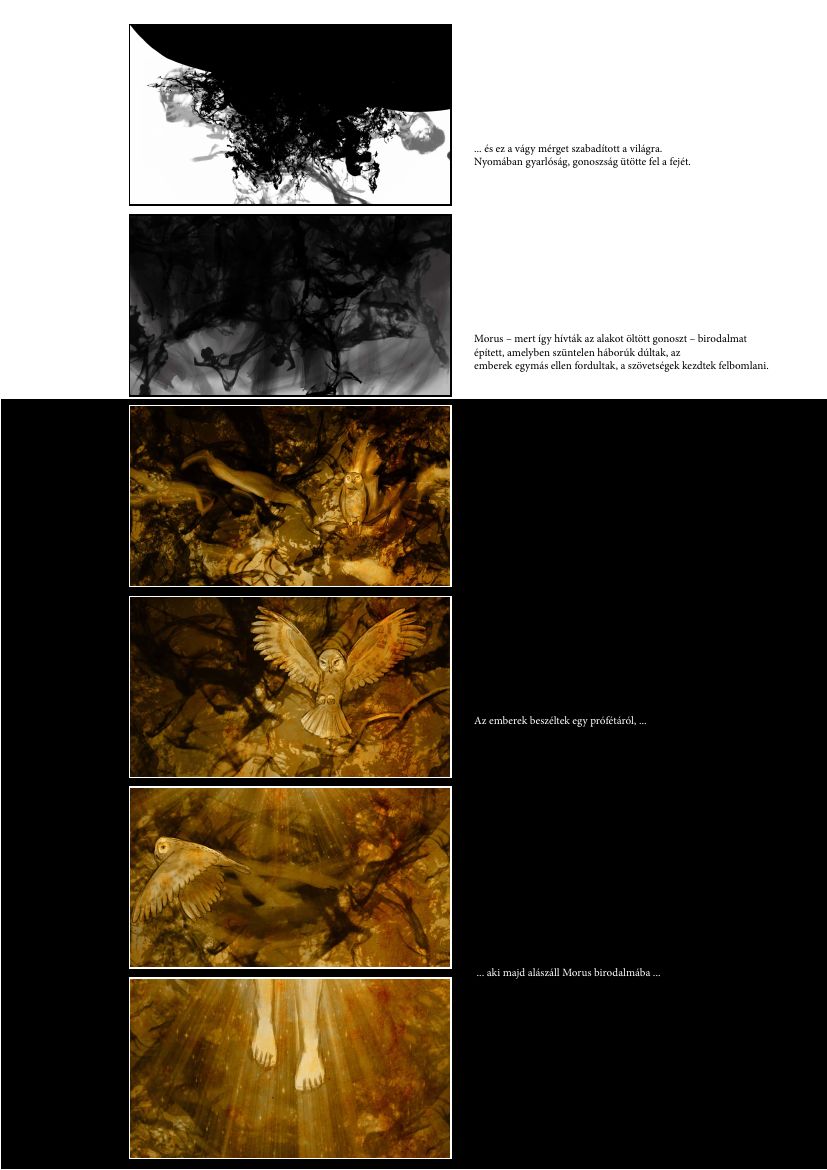 ... és ez a vágy mérget szabadított a világra.
Nyomában gyarlóság, gonoszság ütötte fel a fejét.
Morus – mert így hívták az alakot öltött gonoszt – birodalmat
épített, amelyben szüntelen háborúk dúltak, az
emberek egymás ellen fordultak, a szövetségek kezdtek felbomlani.
Az emberek beszéltek egy prófétáról, ...
... aki majd alászáll Morus birodalmába ...